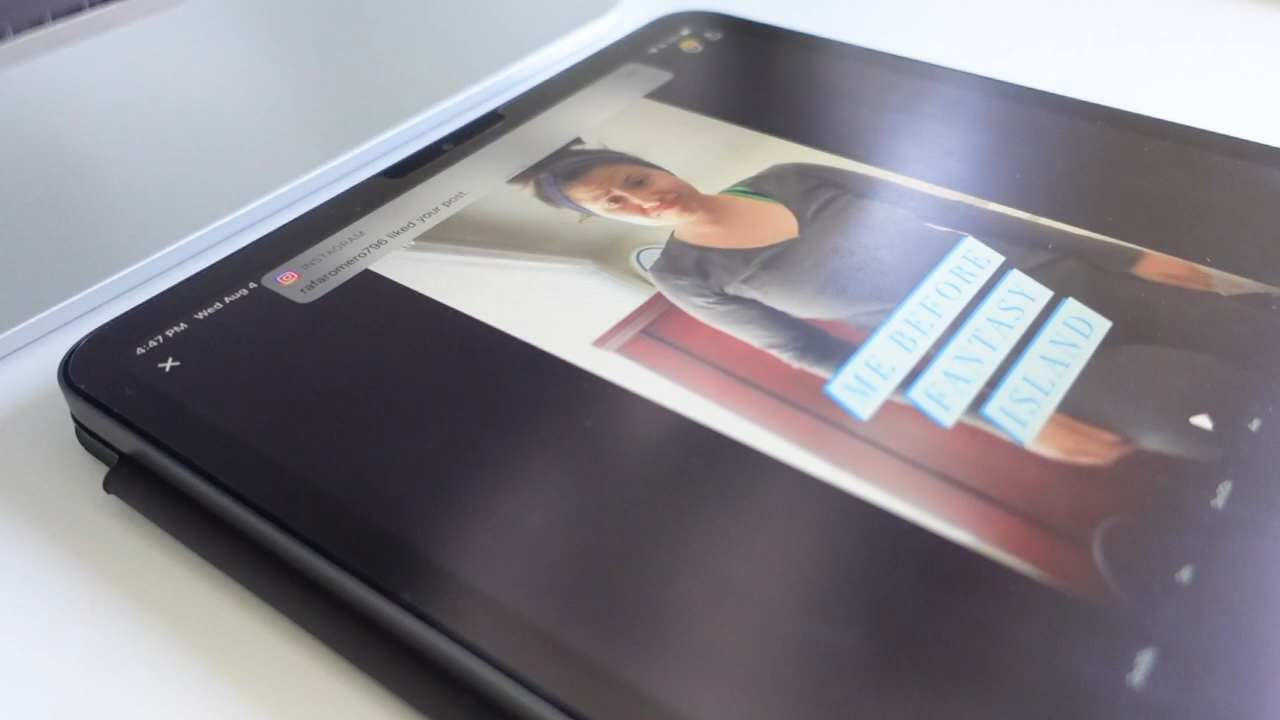 4:47 PM Wed Aug 4
INSTAGRAM
rafaromero796 liked your post
ME BEFORE
FANTASY
ISLAND